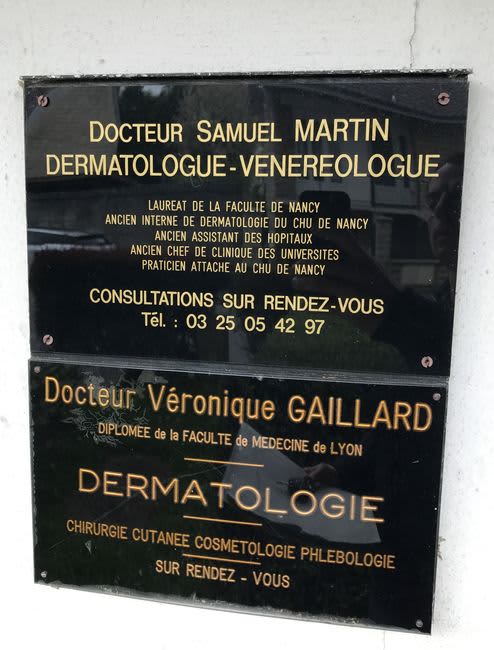 DOCTEUR SAMUEL MARTIN
DERMATOLOGUE-VENEREOLOGUE
LAUREAT DE LA FACULTE DE NANCY
ANCIEN INTERNE DE DERMATOLOGIE DU CHU DE NANCY
ANCIEN ASSISTANT DES HOPITAUX
ANCIEN CHEF DE CLINIQUE DES UNIVERSITES
PRATICIEN ATTACHE AU CHU DE NANCY
CONSULTATIONS SUR RENDEZ-VOUS
Tél. : 03 25 05 42 97
Docteur Véronique GAILLARD
DIPLOMEE de la FACULTE de MEDECINE de LYON
DERMATOLOGIE
CHIRURGIE CUTANEE COSMETOLOGIE PHLEBOLOGIE
SUR RENDEZ - VOUS